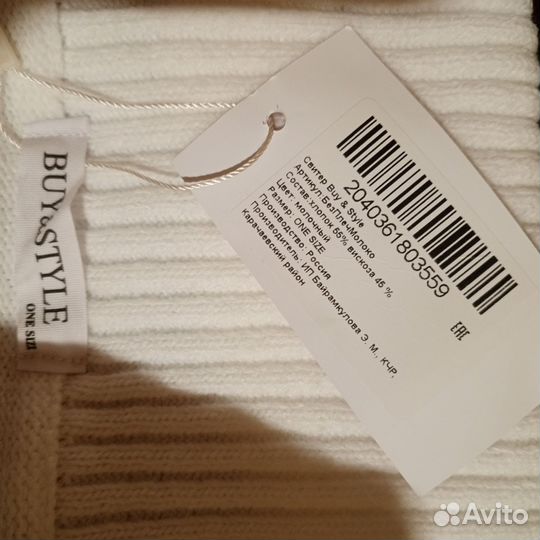 BUY&STYLE
ONE SIZE
2040361803559
Свитер Buy & Style
Артикул:БезПлечМолоко
Состав:хлопок 55% вискоза 45 %
Цвет: молочный
Размер: ONE SIZE
Производство: Россия
Производитель: ИП Байрамкулова З. М., КЧР,
Карачаевский район
EAC
Avito